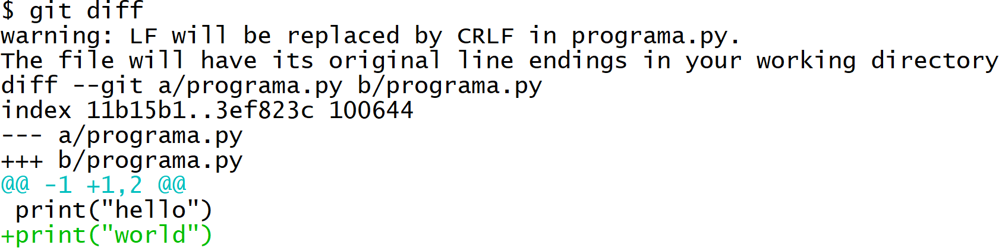 $ git diff
warning: LF will be replaced by CRLF in programa.py.
The file will have its original line endings in your working directory
diff --git a/programa.py b/programa.py
index 11b15b1..3ef823c 100644
--- a/programa.py
+++ b/programa.py
@@ -1 +1,2 @@
 print("hello")
+print("world")